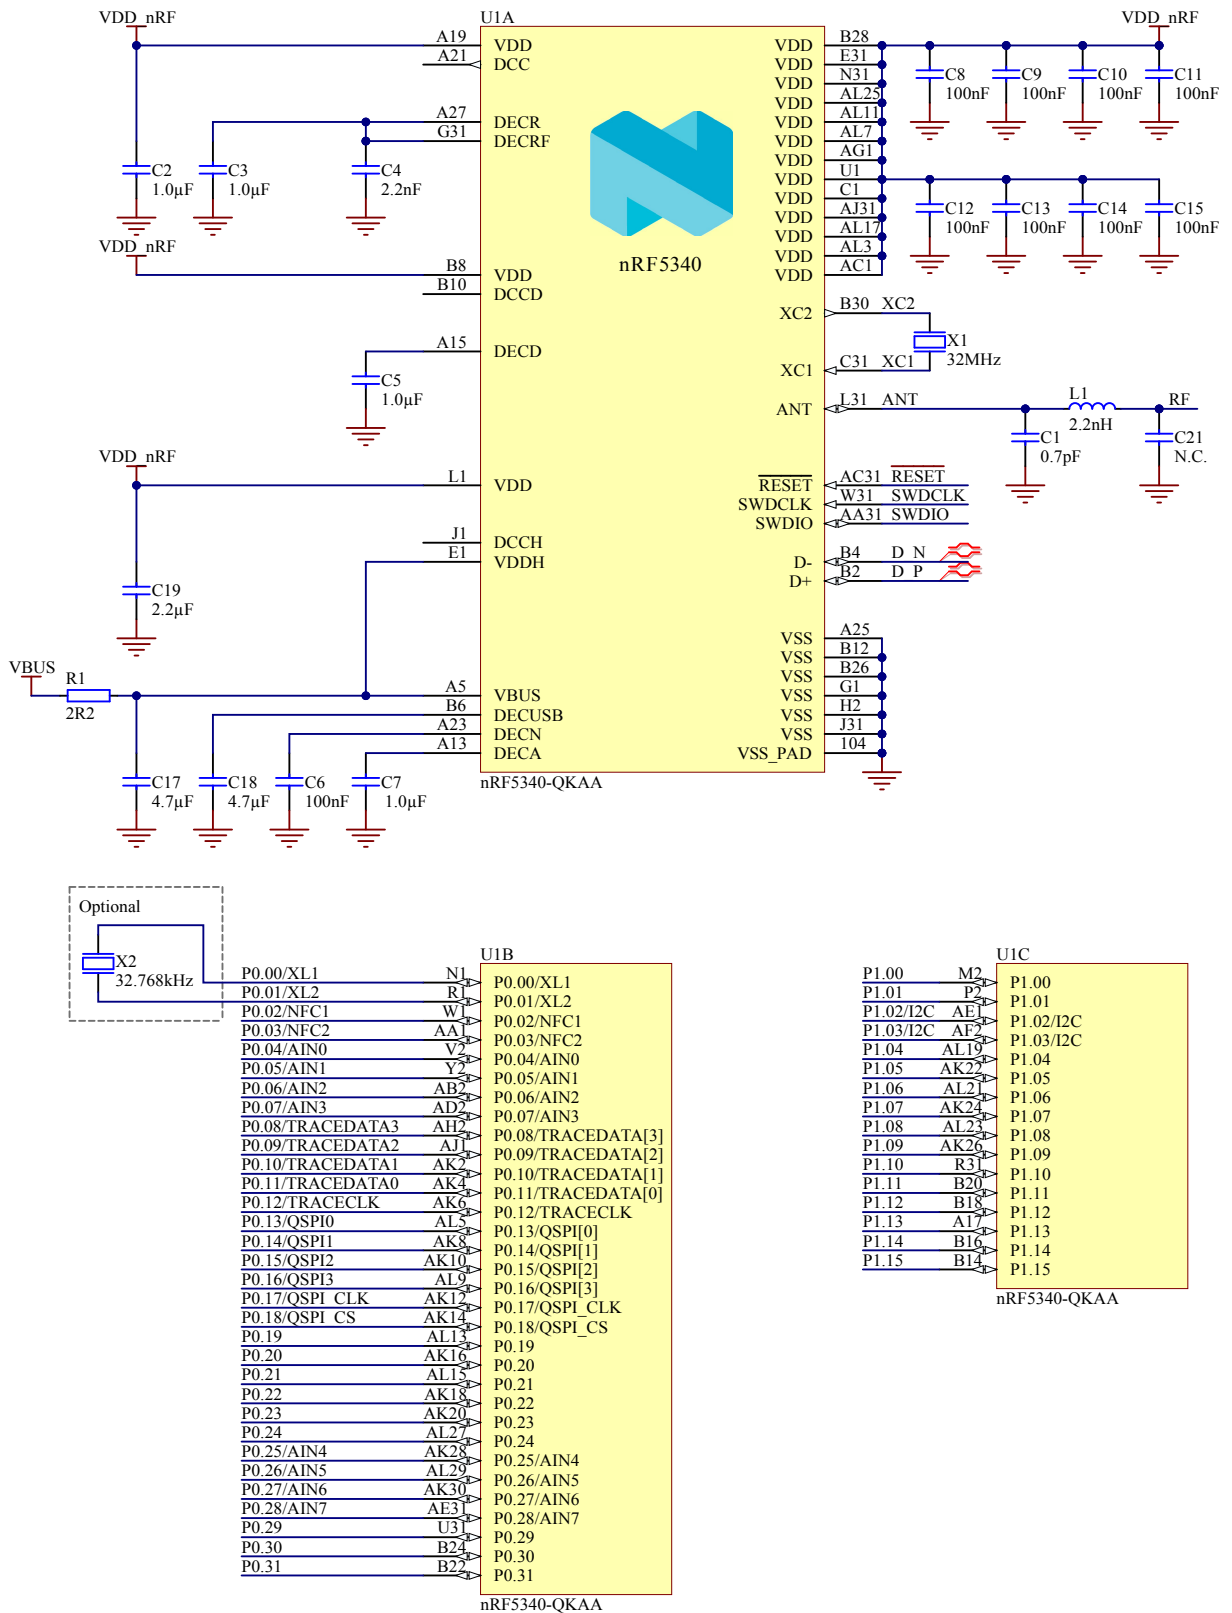 VDD_nRF
U1A
VDD_nRF
A19 VDD
A21 DCC
A27 DECR
G31 DECRF
C2
1.0µF
C3
1.0µF
C4
2.2nF
VDD_nRF
B8 VDD
B10 DCCD
A15 DECD
C5
1.0µF
VDD_nRF
L1 VDD
J1 DCCH
E1 VDDH
C19
2.2µF
VBUS
R1
2R2
A5 VBUS
B6 DECUSB
A23 DECN
A13 DECA
C17
4.7µF
C18
4.7µF
C6
100nF
C7
1.0µF
nRF5340
VDD B28
VDD E31
VDD N31
VDD AL25
VDD AL11
VDD AL7
VDD AG1
VDD U1
VDD C1
VDD AJ31
VDD AL17
VDD AL3
VDD AC1
C8
100nF
C9
100nF
C10
100nF
C11
100nF
C12
100nF
C13
100nF
C14
100nF
C15
100nF
XC2 B30 XC2
X1
32MHz
XC1 C31 XC1
ANT L31 ANT
L1
2.2nH
RF
C1
0.7pF
C21
N.C.
RESET AC31 RESET
SWDCLK W31 SWDCLK
SWDIO AA31 SWDIO
D- B4 D_N
D+ B2 D_P
VSS A25
VSS B12
VSS B26
VSS G1
VSS H2
VSS J31
VSS_PAD 104
nRF5340-QKAA
Optional
X2
32.768kHz
U1B
P0.00/XL1 N1 P0.00/XL1
P0.01/XL2 R1 P0.01/XL2
P0.02/NFC1 W1 P0.02/NFC1
P0.03/NFC2 AA1 P0.03/NFC2
P0.04/AIN0 V2 P0.04/AIN0
P0.05/AIN1 Y2 P0.05/AIN1
P0.06/AIN2 AB2 P0.06/AIN2
P0.07/AIN3 AD2 P0.07/AIN3
P0.08/TRACEDATA3 AH2 P0.08/TRACEDATA[3]
P0.09/TRACEDATA2 AJ1 P0.09/TRACEDATA[2]
P0.10/TRACEDATA1 AK2 P0.10/TRACEDATA[1]
P0.11/TRACEDATA0 AK4 P0.11/TRACEDATA[0]
P0.12/TRACECLK AK6 P0.12/TRACECLK
P0.13/QSPI0 AL5 P0.13/QSPI[0]
P0.14/QSPI1 AK8 P0.14/QSPI[1]
P0.15/QSPI2 AK10 P0.15/QSPI[2]
P0.16/QSPI3 AL9 P0.16/QSPI[3]
P0.17/QSPI_CLK AK12 P0.17/QSPI_CLK
P0.18/QSPI_CS AK14 P0.18/QSPI_CS
P0.19 AL13 P0.19
P0.20 AK16 P0.20
P0.21 AL15 P0.21
P0.22 AK18 P0.22
P0.23 AK20 P0.23
P0.24 AL27 P0.24
P0.25/AIN4 AK28 P0.25/AIN4
P0.26/AIN5 AL29 P0.26/AIN5
P0.27/AIN6 AK30 P0.27/AIN6
P0.28/AIN7 AE31 P0.28/AIN7
P0.29 U31 P0.29
P0.30 B24 P0.30
P0.31 B22 P0.31
nRF5340-QKAA
U1C
P1.00 M2 P1.00
P1.01 P2 P1.01
P1.02/I2C AE1 P1.02/I2C
P1.03/I2C AF2 P1.03/I2C
P1.04 AL19 P1.04
P1.05 AK22 P1.05
P1.06 AL21 P1.06
P1.07 AK24 P1.07
P1.08 AL23 P1.08
P1.09 AK26 P1.09
P1.10 R31 P1.10
P1.11 B20 P1.11
P1.12 B18 P1.12
P1.13 A17 P1.13
P1.14 B16 P1.14
P1.15 B14 P1.15
nRF5340-QKAA